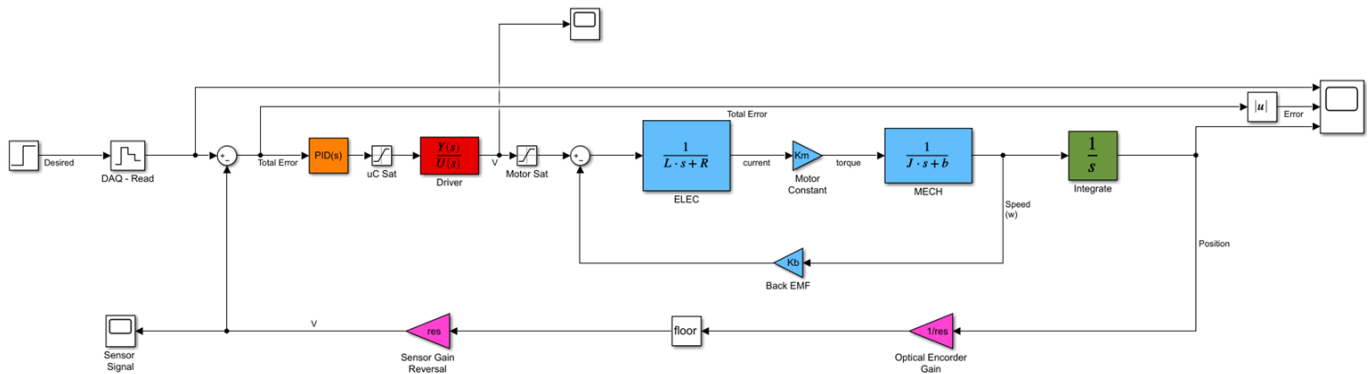 Total Error
|u|
Error
Desired
DAQ - Read
+
-
Total Error
PID(s)
uC Sat
Y(s)
U(s)
Driver
V
Motor Sat
+
-
1
L · s + R
ELEC
current
Km
Motor
Constant
torque
1
J · s + b
MECH
1
s
Integrate
Speed
(w)
Position
Kb
Back EMF
Sensor
Signal
V
res
Sensor Gain
Reversal
floor
1/res
Optical Encorder
Gain